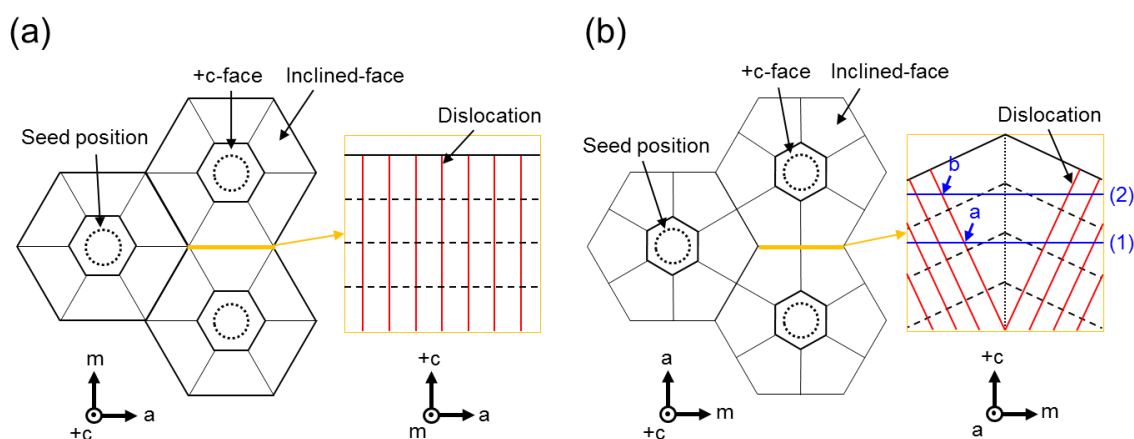 (a)
+c-face
Inclined-face
Seed position
Dislocation
m
a
+c
+c
a
m
(b)
+c-face
Inclined-face
Seed position
Dislocation
b
(2)
a
(1)
a
m
+c
+c
m
a